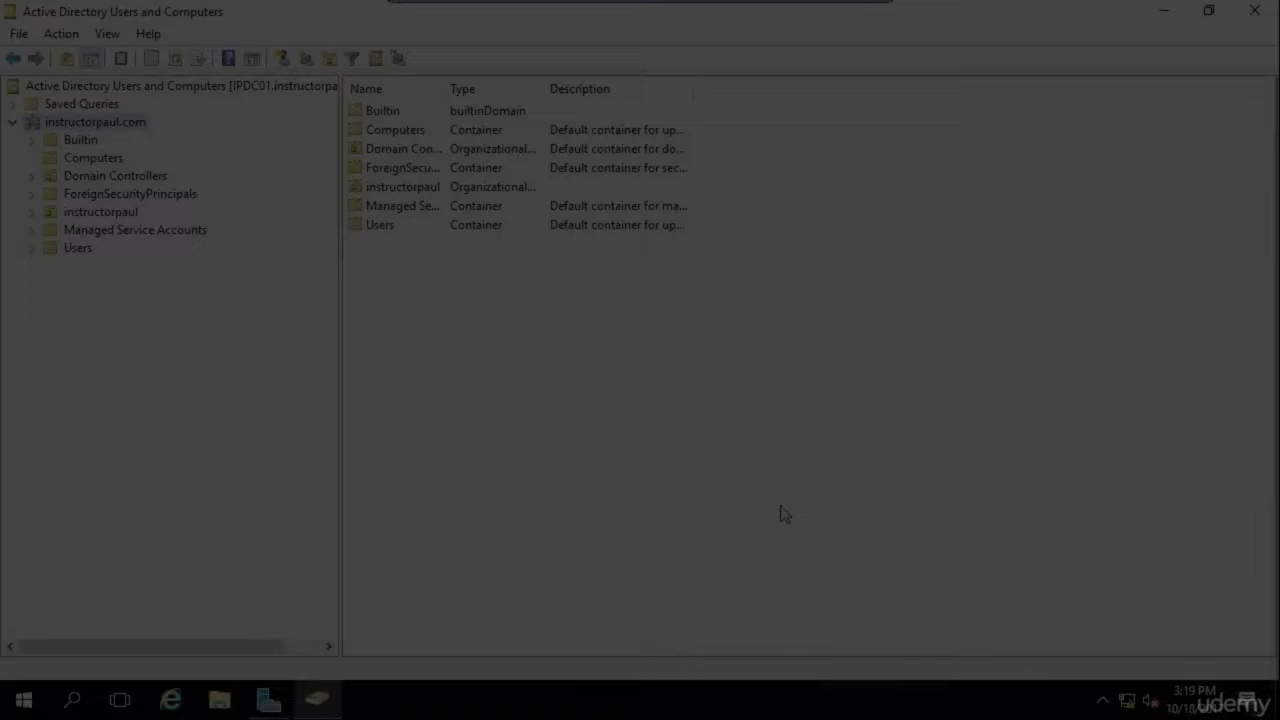 Active Directory Users and Computers
File Action View Help
Active Directory Users and Computers [IPDC01.instructorpa
Saved Queries
instructorpaul.com
Builtin
Computers
Domain Controllers
ForeignSecurityPrincipals
instructorpaul
Managed Service Accounts
Users
Name Type Description
Builtin builtinDomain
Computers Container Default container for up...
Domain Con... Organizational... Default container for do...
ForeignSecu... Container Default container for sec...
instructorpaul Organizational...
Managed Se... Container Default container for ma...
Users Container Default container for up...
3:19 PM
udemy